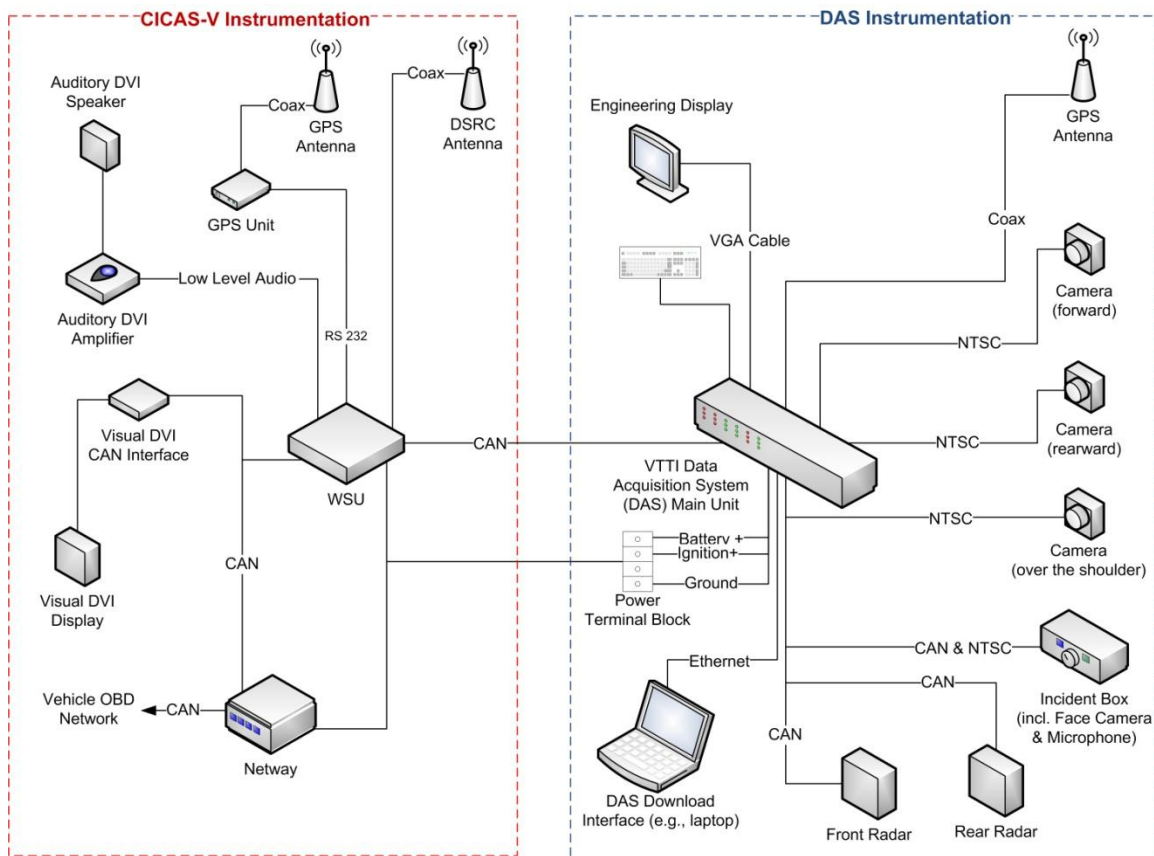 CICAS-V Instrumentation
Auditory DVI
Speaker
Coax
GPS
Antenna
Coax
DSRC
Antenna
GPS Unit
Low Level Audio
Auditory DVI
Amplifier
RS 232
Visual DVI
CAN Interface
WSU
CAN
Visual DVI
Display
CAN
Vehicle OBD
Network
CAN
Netway
DAS Instrumentation
Engineering Display
GPS
Antenna
Coax
VGA Cable
Camera
(forward)
NTSC
Camera
(rearward)
NTSC
VTTI Data
Acquisition System
(DAS) Main Unit
NTSC
Camera
(over the shoulder)
Battery +
Ignition+
Ground
Power
Terminal Block
Ethernet
CAN & NTSC
CAN
Incident Box
(incl. Face Camera
& Microphone)
CAN
DAS Download
Interface (e.g., laptop)
Front Radar
Rear Radar